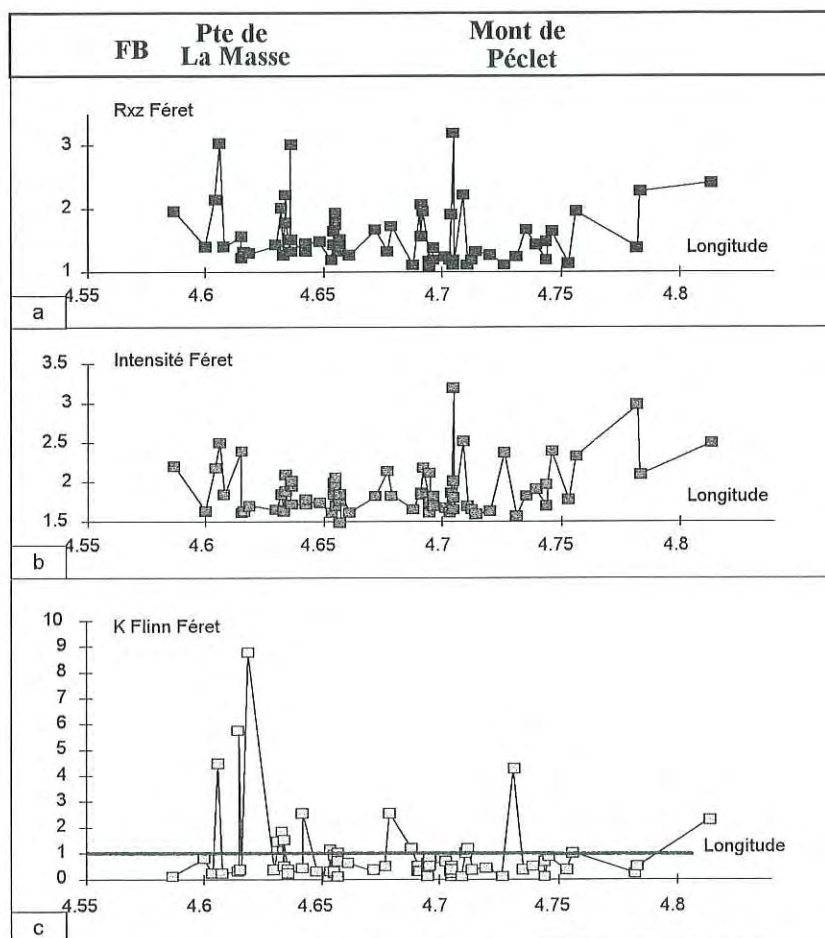 FB Pte de La Masse Mont de Péclet
Rxz Féret
3
2
1
Longitude
4.55 4.6 4.65 4.7 4.75 4.8
a
3.5
Intensité Féret
3
2.5
2
1.5
Longitude
4.55 4.6 4.65 4.7 4.75 4.8
b
10
K Flinn Féret
9
8
7
6
5
4
3
2
1
Longitude
0
4.55 4.6 4.65 4.7 4.75 4.8
c